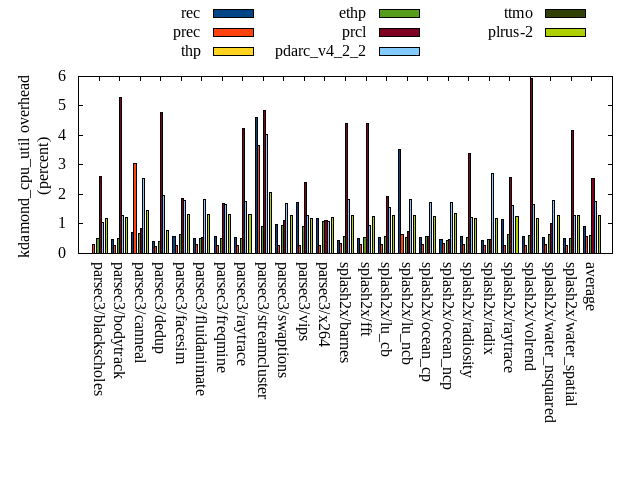 rec
prec
thp
ethp
prcl
pdarc_v4_2_2
ttmo
plrus-2
kdamond_cpu_util overhead
(percent)
6
5
4
3
2
1
0
parsec3/blackscholes
parsec3/bodytrack
parsec3/canneal
parsec3/dedup
parsec3/facesim
parsec3/fluidanimate
parsec3/freqmine
parsec3/raytrace
parsec3/streamcluster
parsec3/swaptions
parsec3/vips
parsec3/x264
splash2x/barnes
splash2x/fft
splash2x/lu_cb
splash2x/lu_ncb
splash2x/ocean_cp
splash2x/ocean_ncp
splash2x/radiosity
splash2x/radix
splash2x/raytrace
splash2x/volrend
splash2x/water_nsquared
splash2x/water_spatial
average